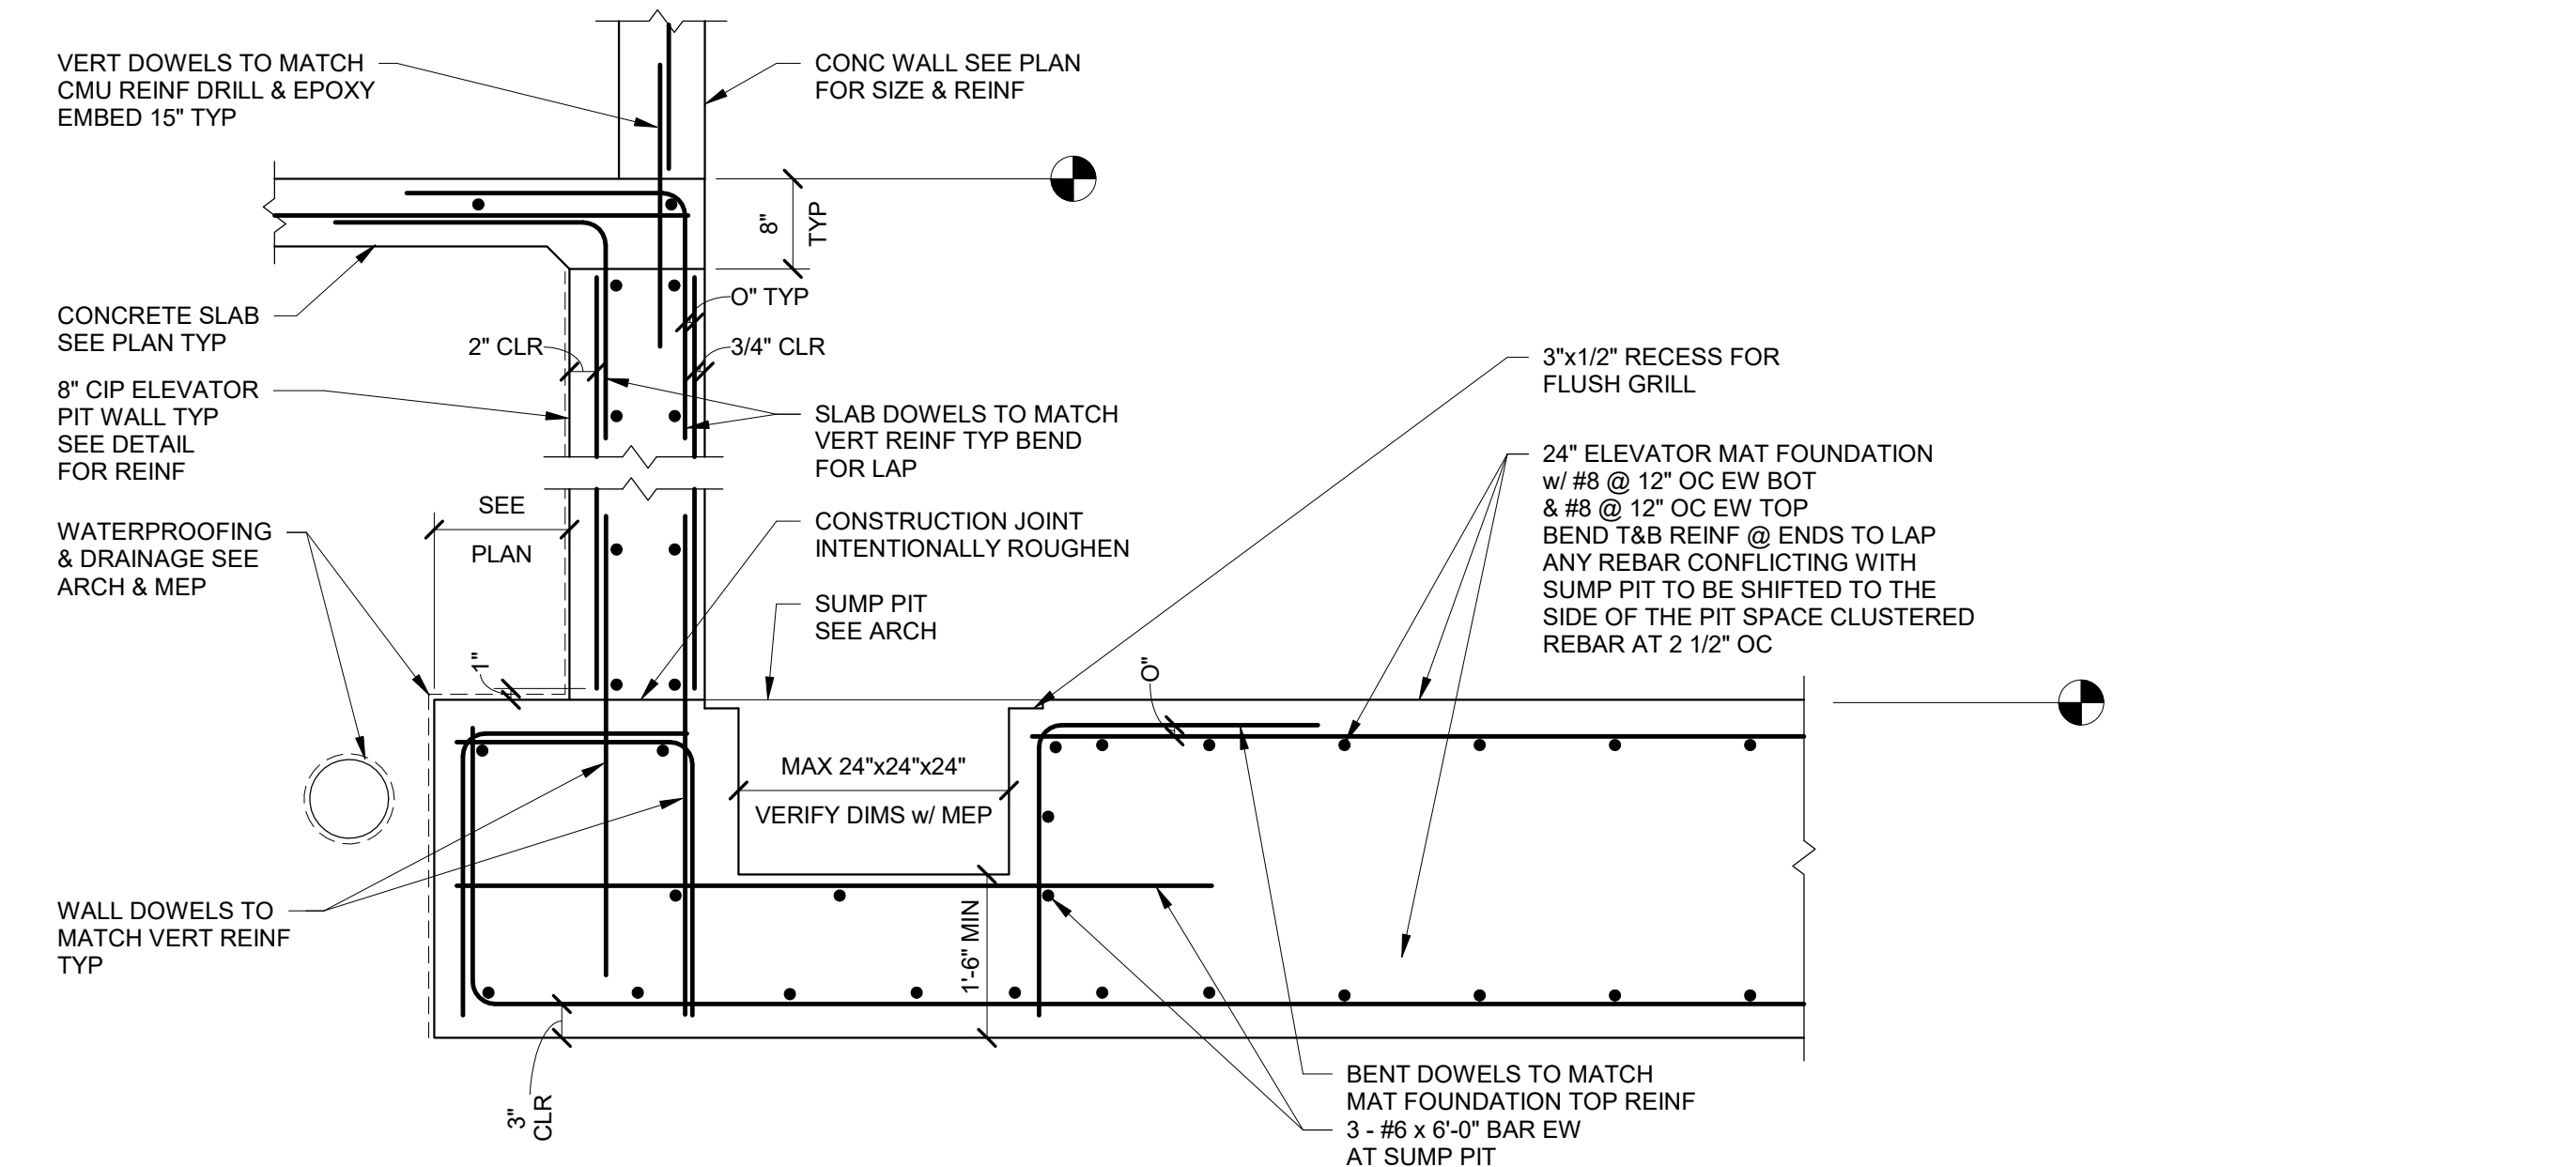 VERT DOWELS TO MATCH
CMU REINF DRILL & EPOXY
EMBED 15" TYP
CONC WALL SEE PLAN
FOR SIZE & REINF
8"
TYP
CONCRETE SLAB
SEE PLAN TYP
O" TYP
2" CLR
3/4" CLR
8" CIP ELEVATOR
PIT WALL TYP
SEE DETAIL
FOR REINF
SLAB DOWELS TO MATCH
VERT REINF TYP BEND
FOR LAP
3"x1/2" RECESS FOR
FLUSH GRILL
24" ELEVATOR MAT FOUNDATION
w/ #8 @ 12" OC EW BOT
& #8 @ 12" OC EW TOP
BEND T&B REINF @ ENDS TO LAP
ANY REBAR CONFLICTING WITH
SUMP PIT TO BE SHIFTED TO THE
SIDE OF THE PIT SPACE CLUSTERED
REBAR AT 2 1/2" OC
SEE
PLAN
WATERPROOFING
& DRAINAGE SEE
ARCH & MEP
CONSTRUCTION JOINT
INTENTIONALLY ROUGHEN
SUMP PIT
SEE ARCH
1"
O"
MAX 24"x24"x24"
VERIFY DIMS w/ MEP
WALL DOWELS TO
MATCH VERT REINF
TYP
1'-6" MIN
3"
CLR
BENT DOWELS TO MATCH
MAT FOUNDATION TOP REINF
3 - #6 x 6'-0" BAR EW
AT SUMP PIT